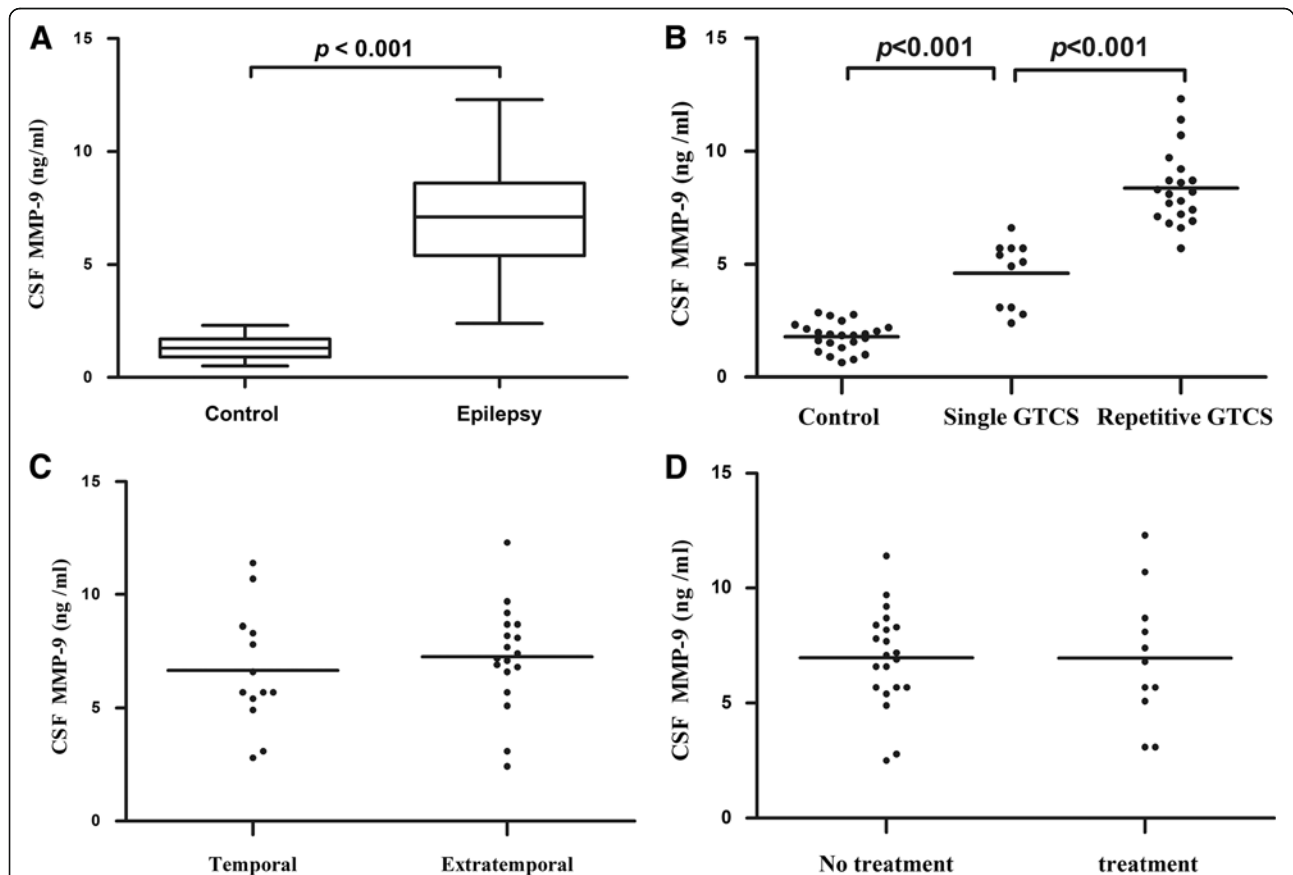 A
p < 0.001
CSF MMP-9 (ng/ml)
15
10
5
0
Control
Epilepsy
B
p<0.001
p<0.001
CSF MMP-9 (ng /ml)
15
10
5
0
Control
Single GTCS
Repetitive GTCS
C
CSF MMP-9 (ng /ml)
15
10
5
0
Temporal
Extratemporal
D
CSF MMP-9 (ng /ml)
15
10
5
0
No treatment
treatment